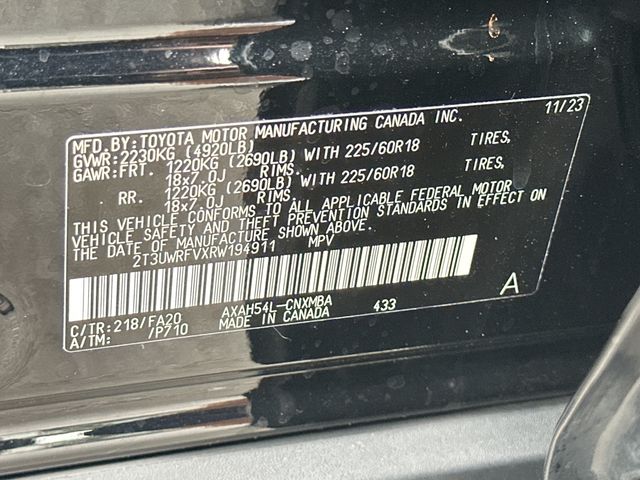 11/23
MFD.BY:TOYOTA MOTOR MANUFACTURING CANADA INC.
GVWR:2230KG (4920LB)
GAWR:FRT. 1220KG (2690LB) WITH 225/60R18 TIRES,
18x7.0J RIMS.
RR. 1220KG (2690LB) WITH 225/60R18 TIRES,
18x7.0J RIMS.
THIS VEHICLE CONFORMS TO ALL APPLICABLE FEDERAL MOTOR
VEHICLE SAFETY AND THEFT PREVENTION STANDARDS IN EFFECT ON
THE DATE OF MANUFACTURE SHOWN ABOVE.
2T3UWRFVXRW194911 MPV
C/TR:218/FA20 AXAH54L-CNXMBA 433 A
A/TM: /P710 MADE IN CANADA